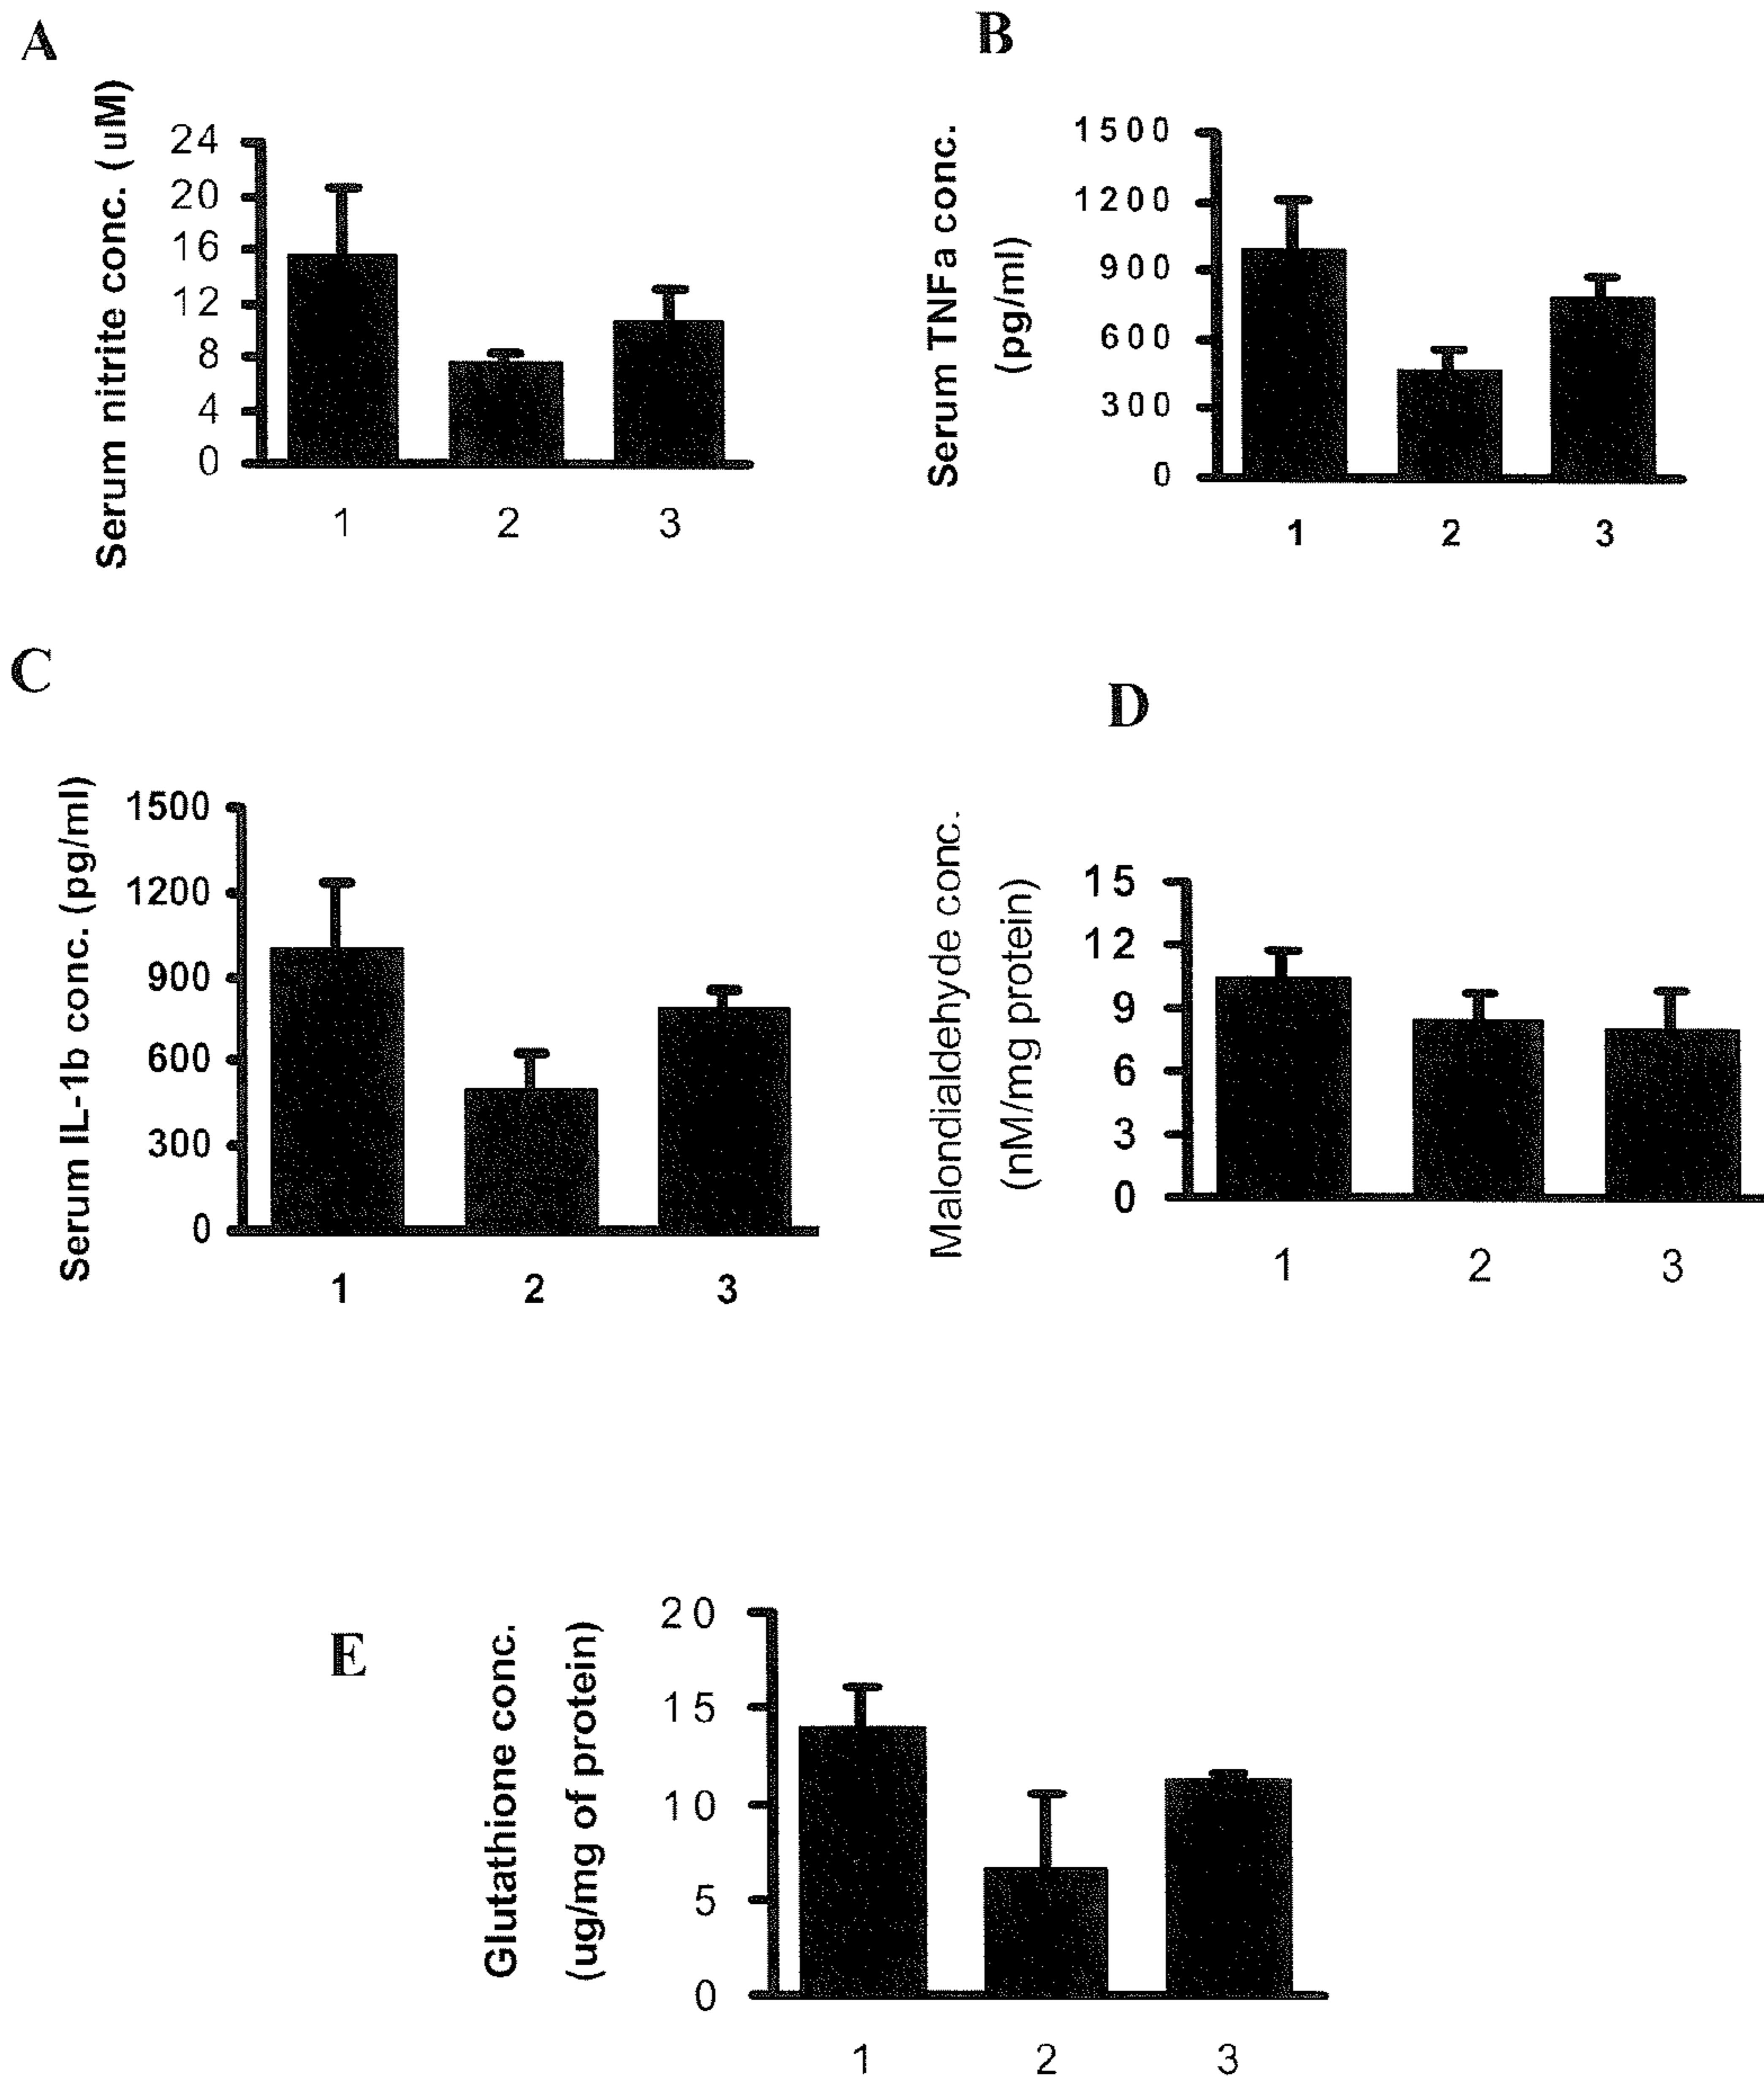 A
Serum nitrite conc. (uM)
24
20
16
12
8
4
0
1 2 3
B
Serum TNFa conc.
(pg/ml)
1500
1200
900
600
300
0
1 2 3
C
Serum IL-1b conc. (pg/ml)
1500
1200
900
600
300
0
1 2 3
D
Malondialdehyde conc.
(nM/mg protein)
15
12
9
6
3
0
1 2 3
E
Glutathione conc.
(ug/mg of protein)
20
15
10
5
0
1 2 3